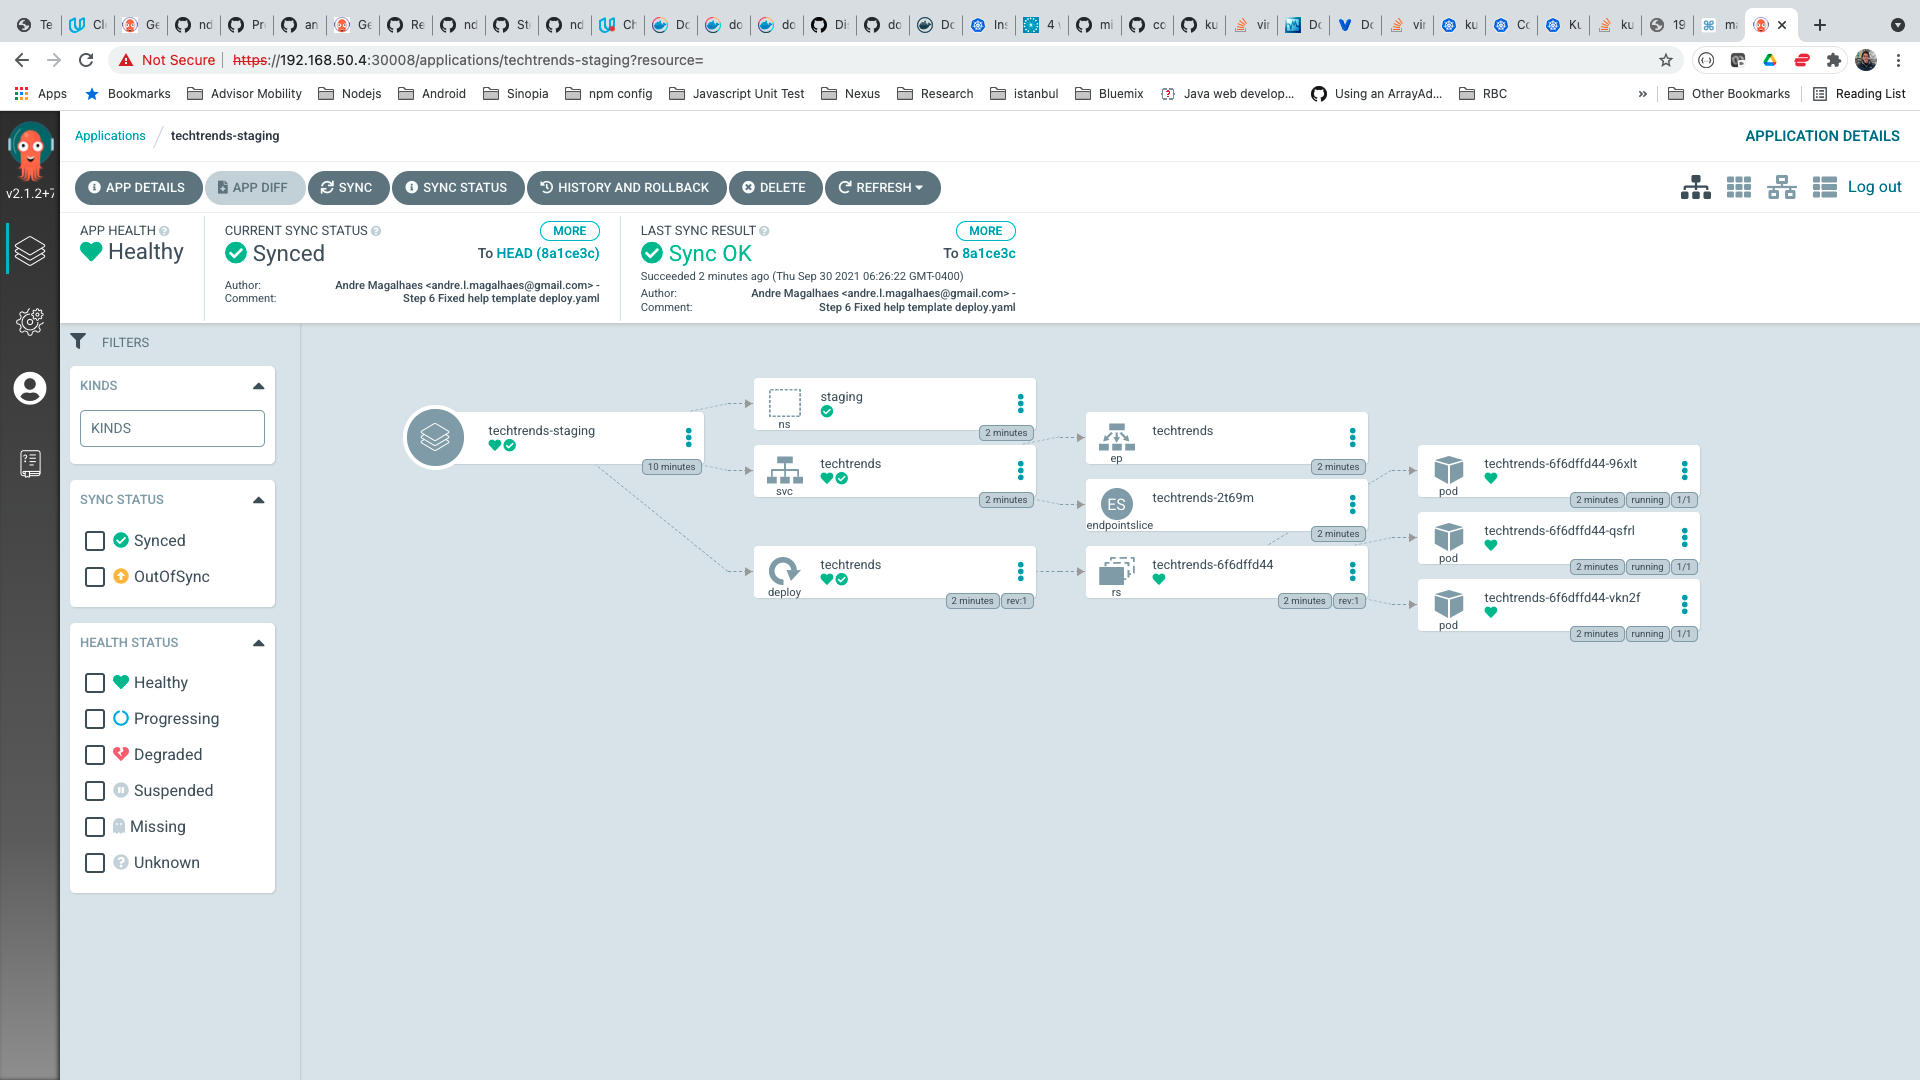 Te
Cl
Ge
nd
Pr
an
Ge
Re
nd
St
nd
Ch
Do
do
do
Di
do
Do
Ins
4
mi
co
ku
vir
Do
Do
vir
ku
Co
Ku
ku
19
m
Not Secure
https://192.168.50.4:30008/applications/techtrends-staging?resource=
Apps
Bookmarks
Advisor Mobility
Nodejs
Android
Sinopia
npm config
Javascript Unit Test
Nexus
Research
istanbul
Bluemix
Java web develop...
Using an ArrayAd...
RBC
»
Other Bookmarks
Reading List
v2.1.2+7
Applications
techtrends-staging
APPLICATION DETAILS
APP DETAILS
APP DIFF
SYNC
SYNC STATUS
HISTORY AND ROLLBACK
DELETE
REFRESH
Log out
APP HEALTH
Healthy
CURRENT SYNC STATUS
MORE
Synced
To HEAD (8a1ce3c)
Author:
Andre Magalhaes <andre.l.magalhaes@gmail.com> -
Comment:
Step 6 Fixed help template deploy.yaml
LAST SYNC RESULT
MORE
Sync OK
To 8a1ce3c
Succeeded 2 minutes ago (Thu Sep 30 2021 06:26:22 GMT-0400)
Author:
Andre Magalhaes <andre.l.magalhaes@gmail.com> -
Comment:
Step 6 Fixed help template deploy.yaml
FILTERS
KINDS
KINDS
SYNC STATUS
Synced
OutOfSync
HEALTH STATUS
Healthy
Progressing
Degraded
Suspended
Missing
Unknown
techtrends-staging
10 minutes
staging
ns
2 minutes
techtrends
svc
2 minutes
techtrends
deploy
2 minutes
rev:1
techtrends
ep
2 minutes
ES
techtrends-2t69m
endpointslice
2 minutes
techtrends-6f6dffd44
rs
2 minutes
rev:1
techtrends-6f6dffd44-96xlt
pod
2 minutes
running
1/1
techtrends-6f6dffd44-qsfrl
pod
2 minutes
running
1/1
techtrends-6f6dffd44-vkn2f
pod
2 minutes
running
1/1